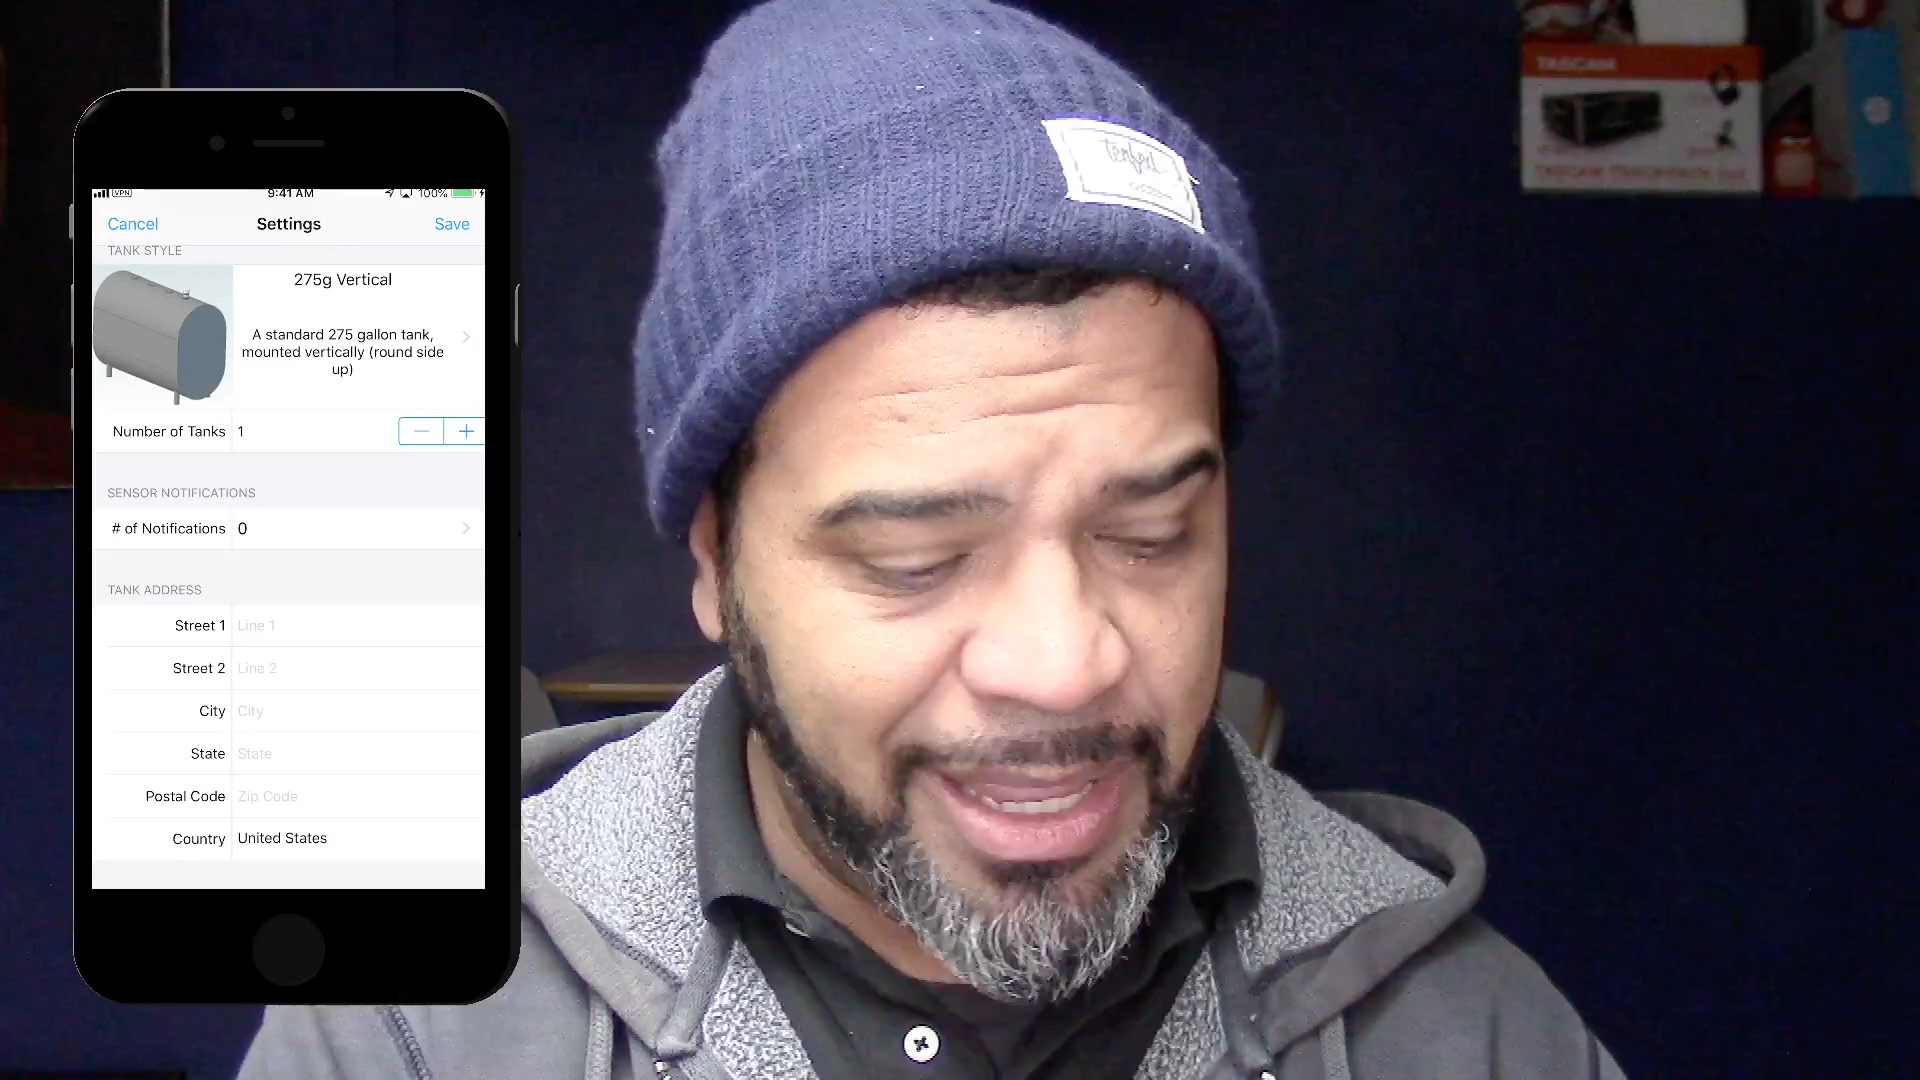 VPN
9:41 AM
100%
Cancel
Settings
Save
TANK STYLE
275g Vertical
A standard 275 gallon tank,
mounted vertically (round side
up)
Number of Tanks
1
SENSOR NOTIFICATIONS
# of Notifications
0
TANK ADDRESS
Street 1
Line 1
Street 2
Line 2
City
City
State
State
Postal Code
Zip Code
Country
United States
TASCAM